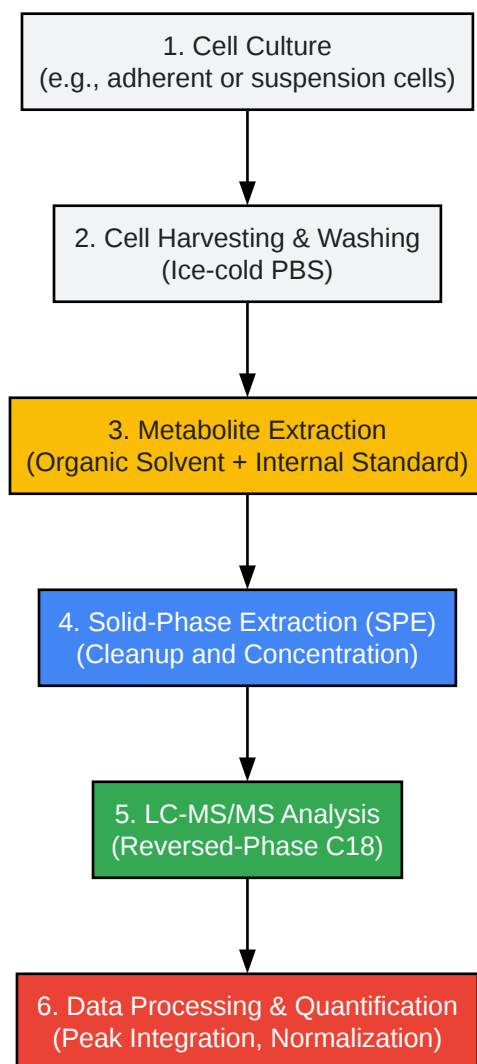 1. Cell Culture
(e.g., adherent or suspension cells)
2. Cell Harvesting & Washing
(Ice-cold PBS)
3. Metabolite Extraction
(Organic Solvent + Internal Standard)
4. Solid-Phase Extraction (SPE)
(Cleanup and Concentration)
5. LC-MS/MS Analysis
(Reversed-Phase C18)
6. Data Processing & Quantification
(Peak Integration, Normalization)